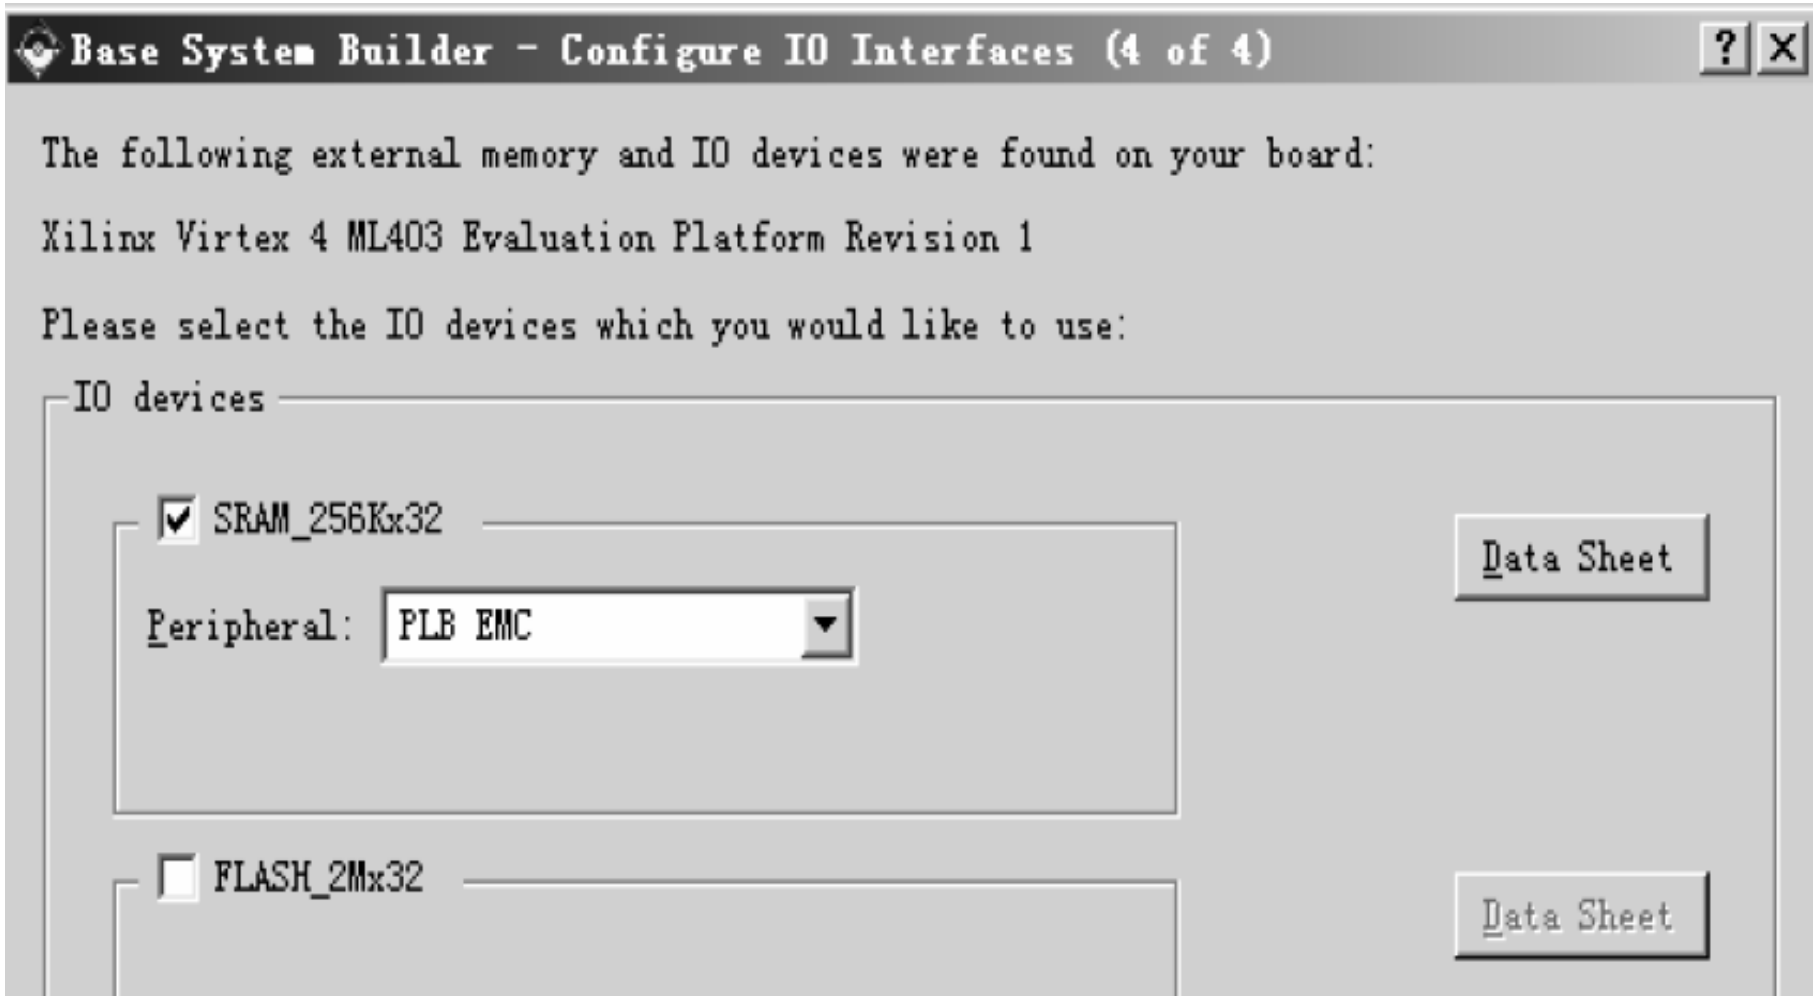 Base System Builder - Configure IO Interfaces (4 of 4)
The following external memory and IO devices were found on your board:
Xilinx Virtex 4 ML403 Evaluation Platform Revision 1
Please select the IO devices which you would like to use:
IO devices
SRAM_256Kx32
Data Sheet
Peripheral: PLB EMC
FLASH_2Mx32
Data Sheet